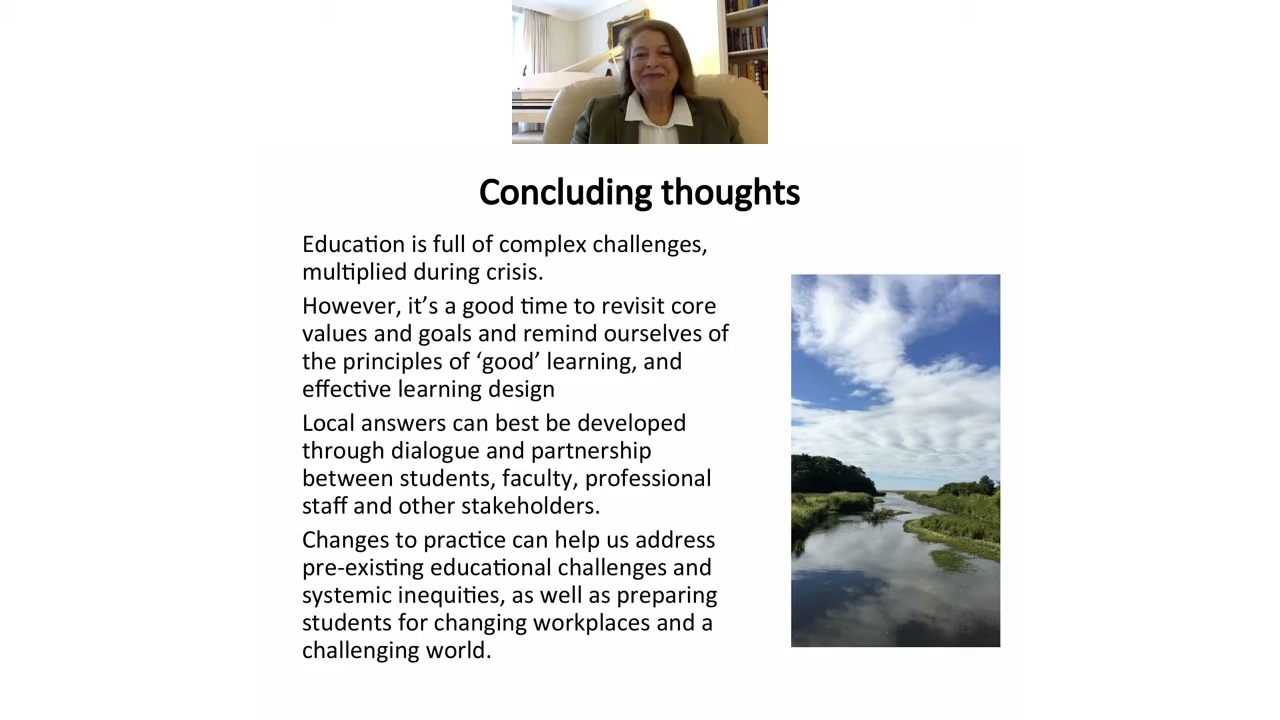 Concluding thoughts
Education is full of complex challenges,
multiplied during crisis.
However, it’s a good time to revisit core
values and goals and remind ourselves of
the principles of ‘good’ learning, and
effective learning design
Local answers can best be developed
through dialogue and partnership
between students, faculty, professional
staff and other stakeholders.
Changes to practice can help us address
pre-existing educational challenges and
systemic inequities, as well as preparing
students for changing workplaces and a
challenging world.